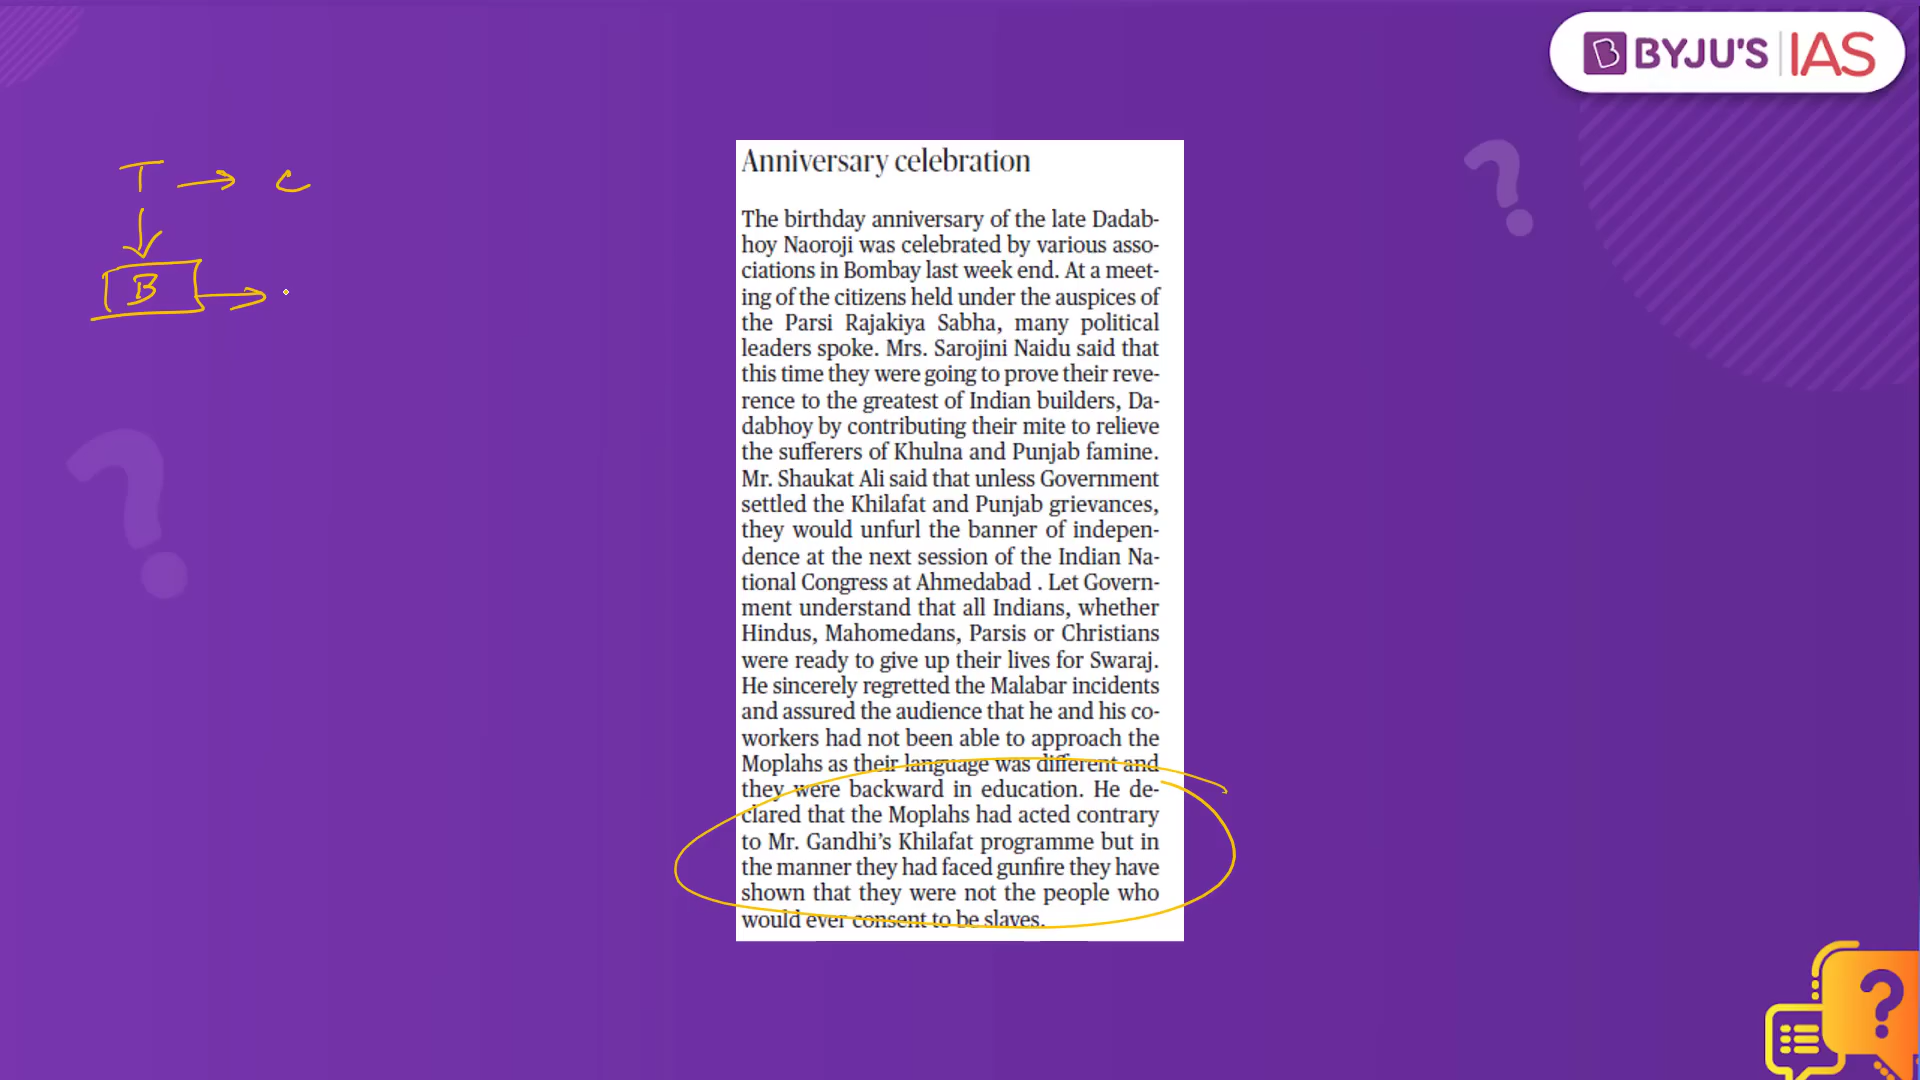 BYJU'S IAS
T → C
B →
Anniversary celebration
The birthday anniversary of the late Dadab-
hoy Naoroji was celebrated by various asso-
ciations in Bombay last week end. At a meet-
ing of the citizens held under the auspices of
the Parsi Rajakiya Sabha, many political
leaders spoke. Mrs. Sarojini Naidu said that
this time they were going to prove their reve-
rence to the greatest of Indian builders, Da-
dabhoy by contributing their mite to relieve
the sufferers of Khulna and Punjab famine.
Mr. Shaukat Ali said that unless Government
settled the Khilafat and Punjab grievances,
they would unfurl the banner of indepen-
dence at the next session of the Indian Na-
tional Congress at Ahmedabad . Let Govern-
ment understand that all Indians, whether
Hindus, Mahomedans, Parsis or Christians
were ready to give up their lives for Swaraj.
He sincerely regretted the Malabar incidents
and assured the audience that he and his co-
workers had not been able to approach the
Moplahs as their language was different and
they were backward in education. He de-
clared that the Moplahs had acted contrary
to Mr. Gandhi’s Khilafat programme but in
the manner they had faced gunfire they have
shown that they were not the people who
would ever consent to be slaves.